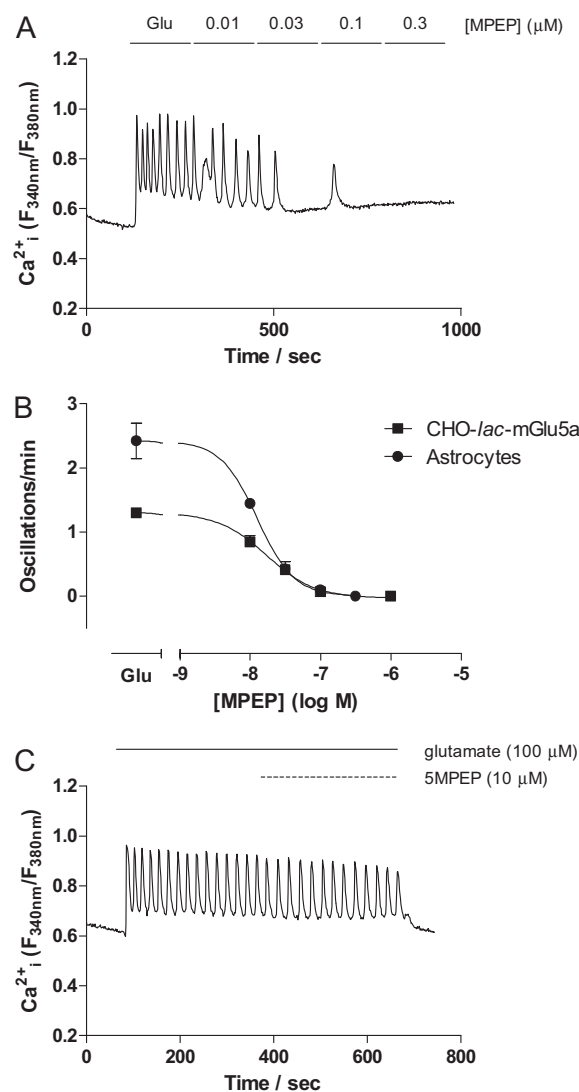 A
Glu 0.01 0.03 0.1 0.3 [MPEP] (μM)
1.2
1.0
0.8
0.6
0.4
0.2
Ca²⁺ᵢ (F340nm/F380nm)
0 500 1000
Time / sec
B
3
2
1
0
Oscillations/min
CHO-lac-mGlu5a
Astrocytes
Glu -9 -8 -7 -6 -5
[MPEP] (log M)
C
glutamate (100 μM)
5MPEP (10 μM)
1.2
1.0
0.8
0.6
0.4
0.2
Ca²⁺ᵢ (F340nm/F380nm)
0 200 400 600 800
Time / sec